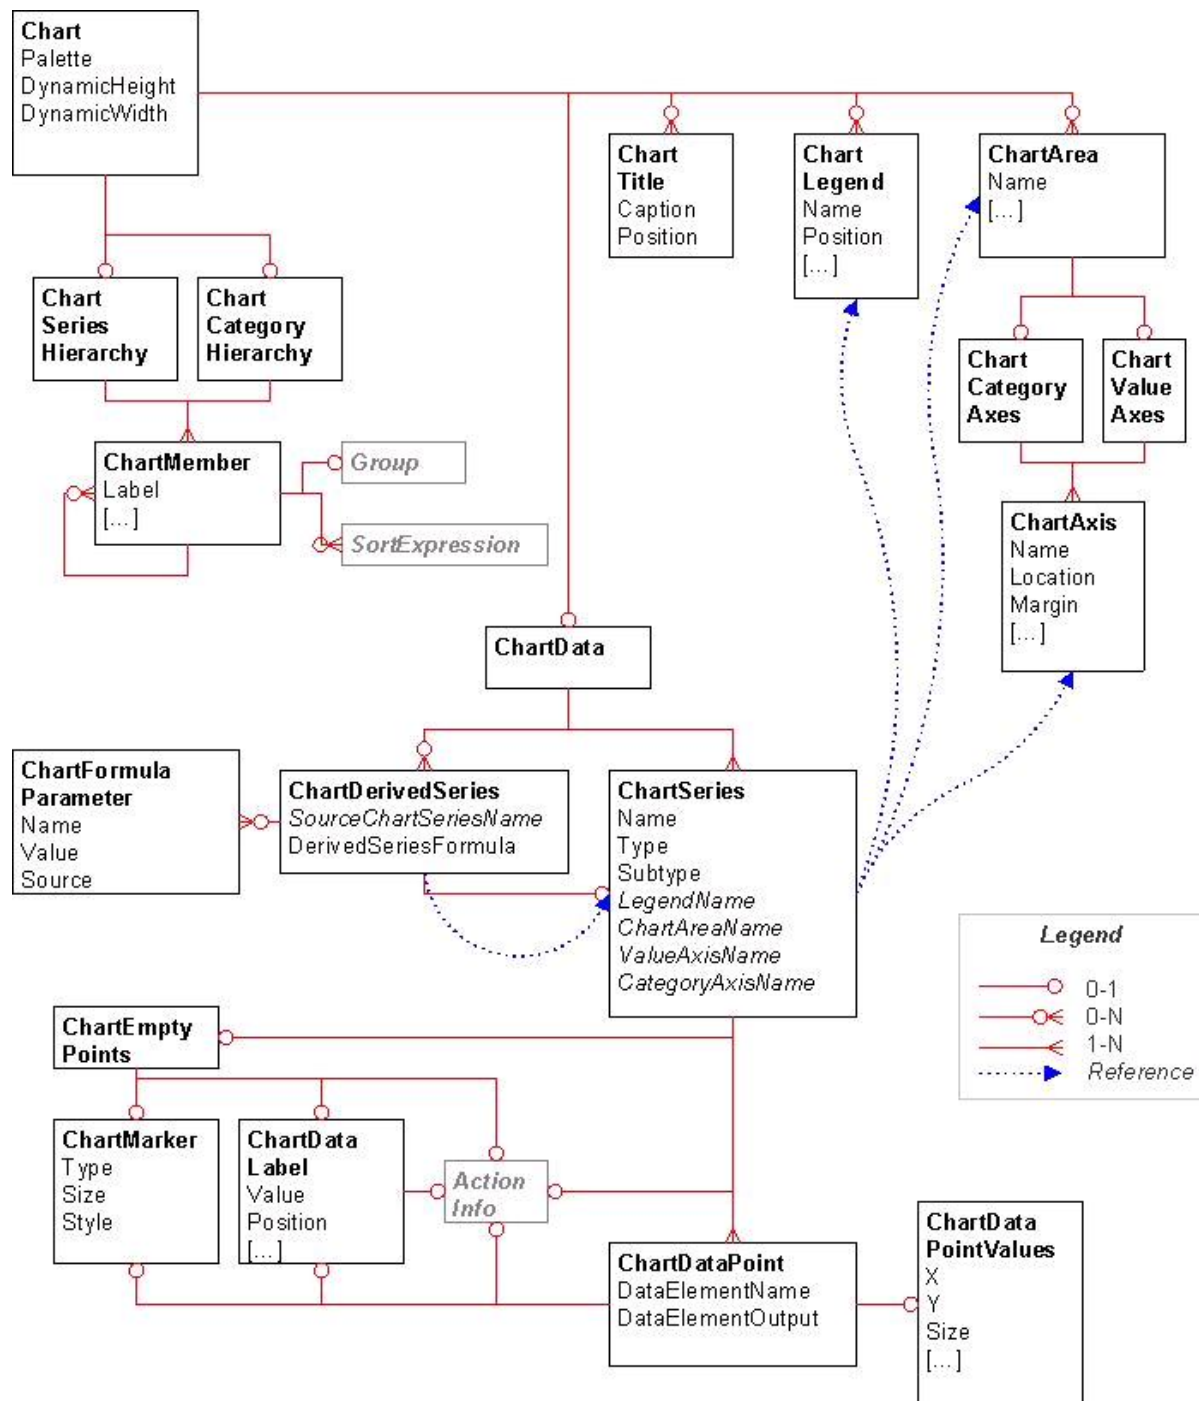 Chart
Palette
DynamicHeight
DynamicWidth
Chart
Title
Caption
Position
Chart
Legend
Name
Position
[...]
ChartArea
Name
[...]
Chart
Series
Hierarchy
Chart
Category
Hierarchy
Chart
Category
Axes
Chart
Value
Axes
ChartMember
Label
[...]
Group
SortExpression
ChartAxis
Name
Location
Margin
[...]
ChartData
ChartFormula
Parameter
Name
Value
Source
ChartDerivedSeries
SourceChartSeriesName
DerivedSeriesFormula
ChartSeries
Name
Type
Subtype
LegendName
ChartAreaName
ValueAxisName
CategoryAxisName
Legend
0-1
0-N
1-N
Reference
ChartEmpty
Points
ChartMarker
Type
Size
Style
ChartData
Label
Value
Position
[...]
Action
Info
ChartDataPoint
DataElementName
DataElementOutput
ChartData
PointValues
X
Y
Size
[...]